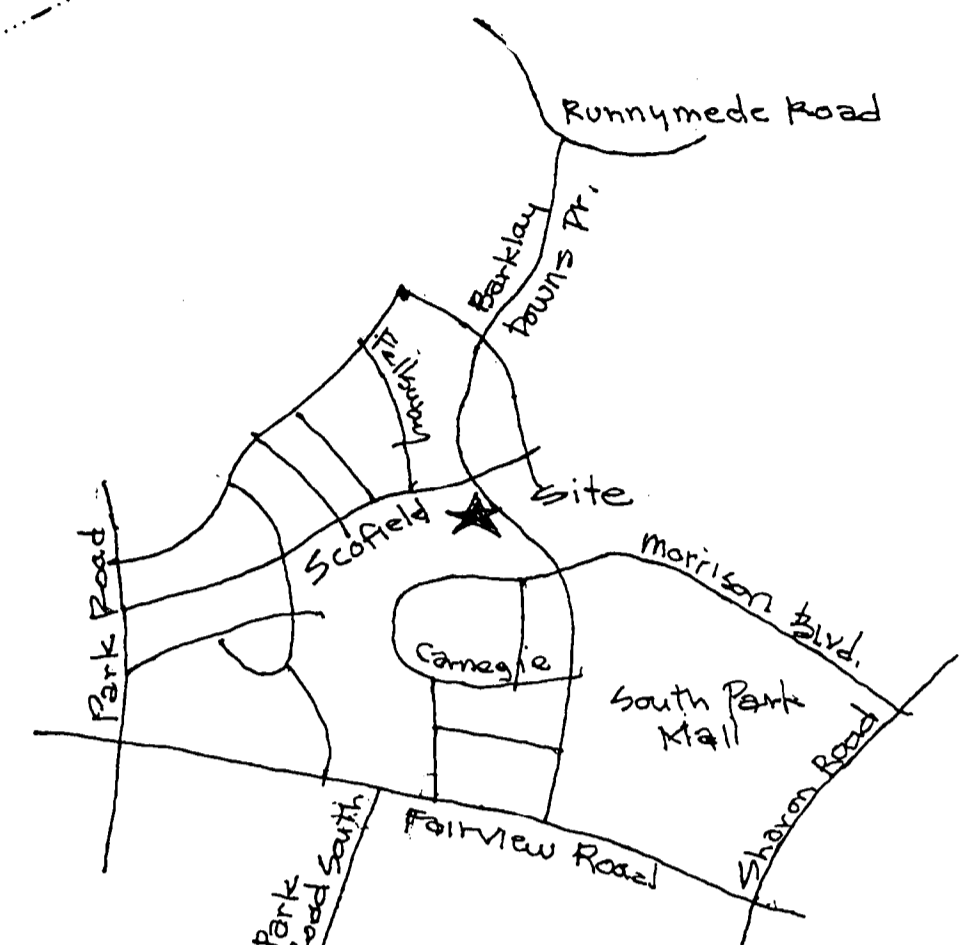 Runnymede Road
Barklay
Downs Dr.
Scofield
Site
Morrison Blvd.
Park Road
Carnegie
South Park
Mall
Sharon Road
Fairview Road
Park
Road South